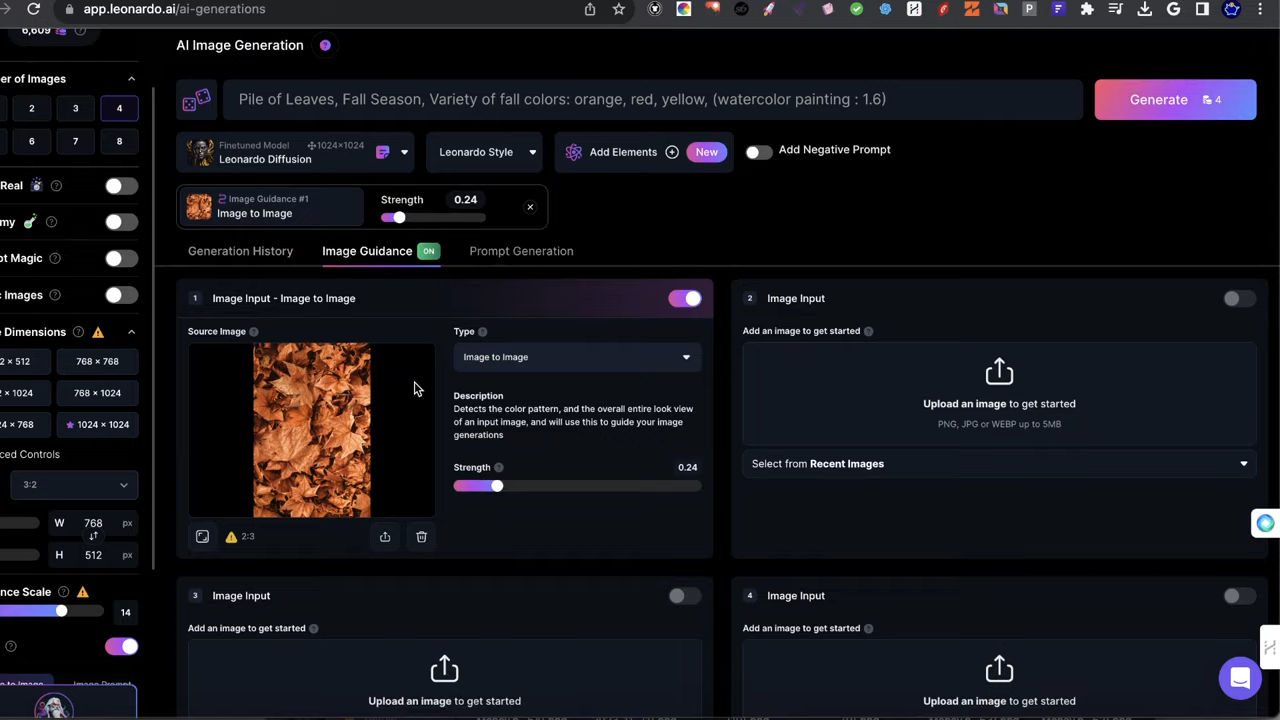 app.leonardo.ai/ai-generations
6,609
AI Image Generation ?
er of Images
2 3 4
6 7 8
Real ?
my ?
pt Magic ?
c Images ?
e Dimensions ?
2 × 512 768 × 768
× 1024 768 × 1024
24 × 768 1024 × 1024
ced Controls
3:2
W 768 px
H 512 px
nce Scale ?
14
?
e to Image Image Prompt
Pile of Leaves, Fall Season, Variety of fall colors: orange, red, yellow, (watercolor painting : 1.6)
Generate 4
Finetuned Model 1024×1024
Leonardo Diffusion
Leonardo Style
Add Elements New
Add Negative Prompt
Image Guidance #1
Image to Image
Strength 0.24
Generation History Image Guidance ON Prompt Generation
1 Image Input - Image to Image
Source Image ?
Type ?
Image to Image
Description
Detects the color pattern, and the overall entire look view
of an input image, and will use this to guide your image
generations
Strength ? 0.24
2:3
2 Image Input
Add an image to get started ?
Upload an image to get started
PNG, JPG or WEBP up to 5MB
Select from Recent Images
3 Image Input
Add an image to get started ?
Upload an image to get started
4 Image Input
Add an image to get started ?
Upload an image to get started